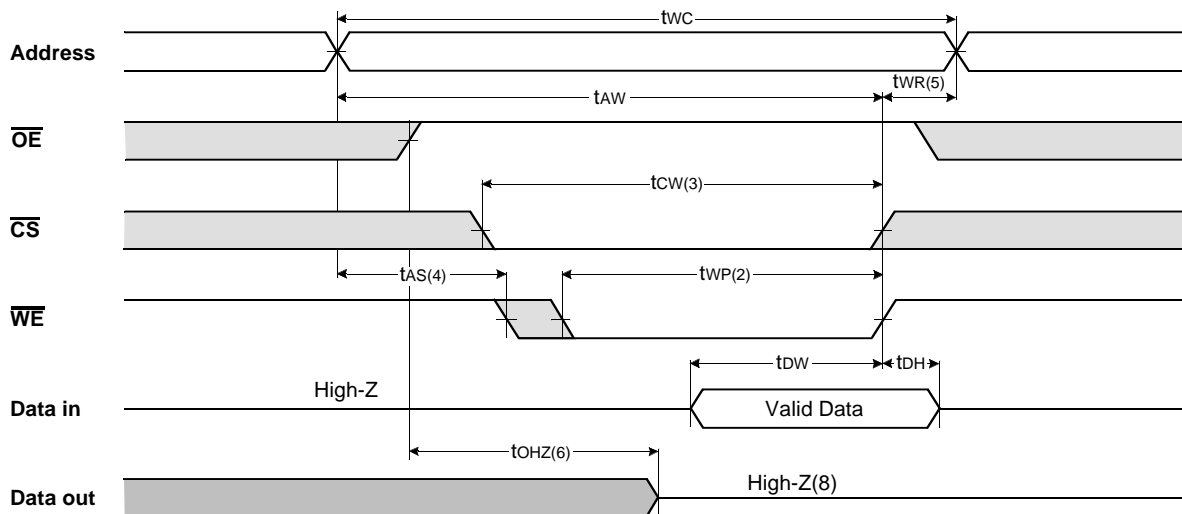 tWC
Address
tAW
tWR(5)
OE
tCW(3)
CS
tAS(4)
tWP(2)
WE
tDW
tDH
High-Z
Data in
Valid Data
tOHZ(6)
High-Z(8)
Data out